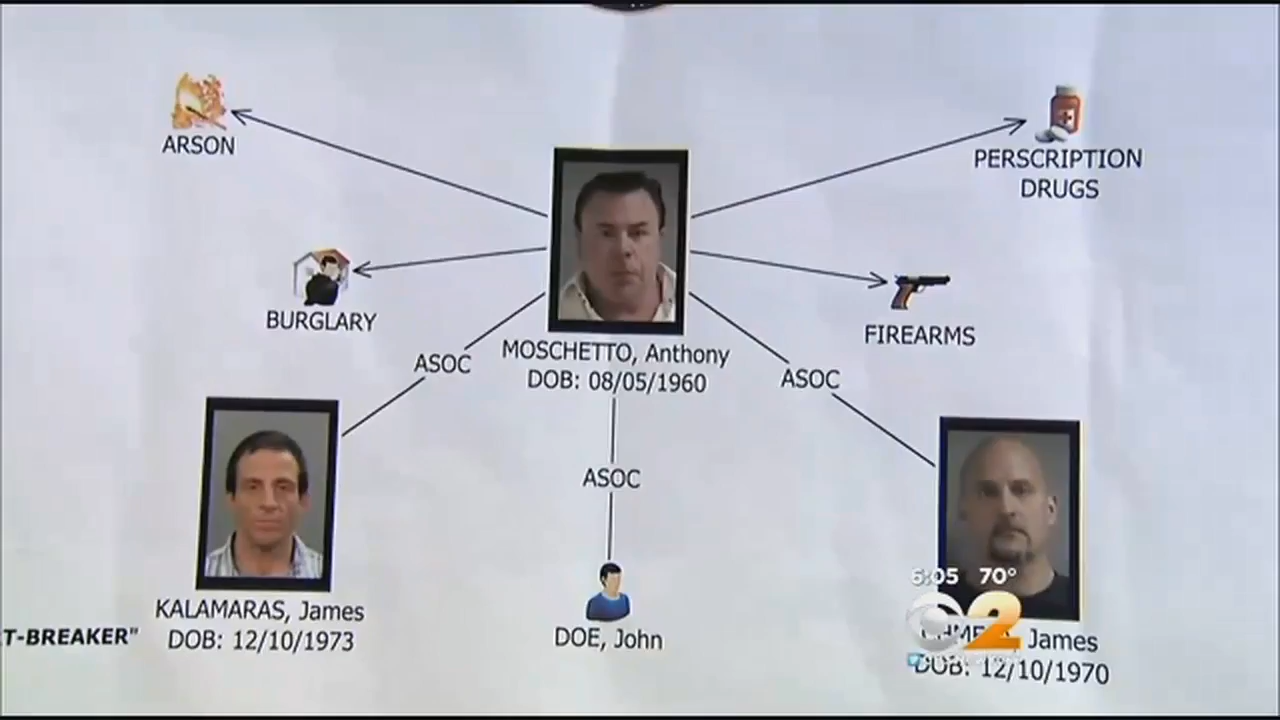 ARSON
PERSCRIPTION
DRUGS
BURGLARY
FIREARMS
ASOC
MOSCHETTO, Anthony
DOB: 08/05/1960
ASOC
ASOC
KALAMARAS, James
DOB: 12/10/1973
DOE, John
T-BREAKER"
6:05 70°
2
James
DOB: 12/10/1970